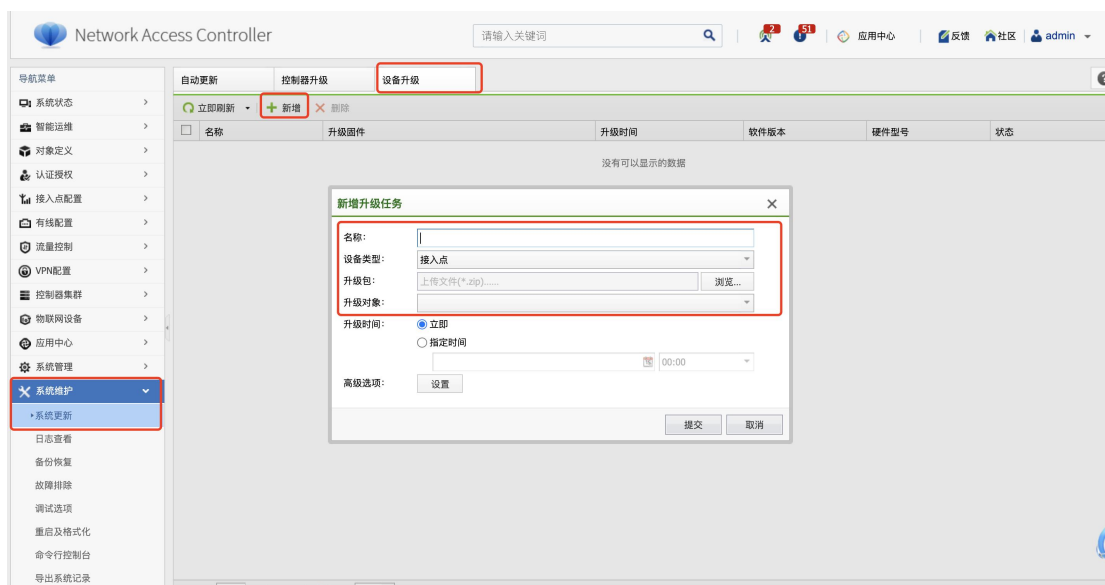 Network Access Controller
请输入关键词
2
51
应用中心
反馈
社区
admin
导航菜单
自动更新
控制器升级
设备升级
系统状态
智能运维
对象定义
认证授权
接入点配置
有线配置
流量控制
VPN配置
控制器集群
物联网设备
应用中心
系统管理
系统维护
系统更新
日志查看
备份恢复
故障排除
调试选项
重启及格式化
命令行控制台
导出系统记录
立即刷新
新增
删除
名称
升级固件
升级时间
软件版本
硬件型号
状态
没有可以显示的数据
新增升级任务
名称:
设备类型: 接入点
升级包: 上传文件(*.zip)...... 浏览...
升级对象:
升级时间: 立即
指定时间
00:00
高级选项: 设置
提交 取消